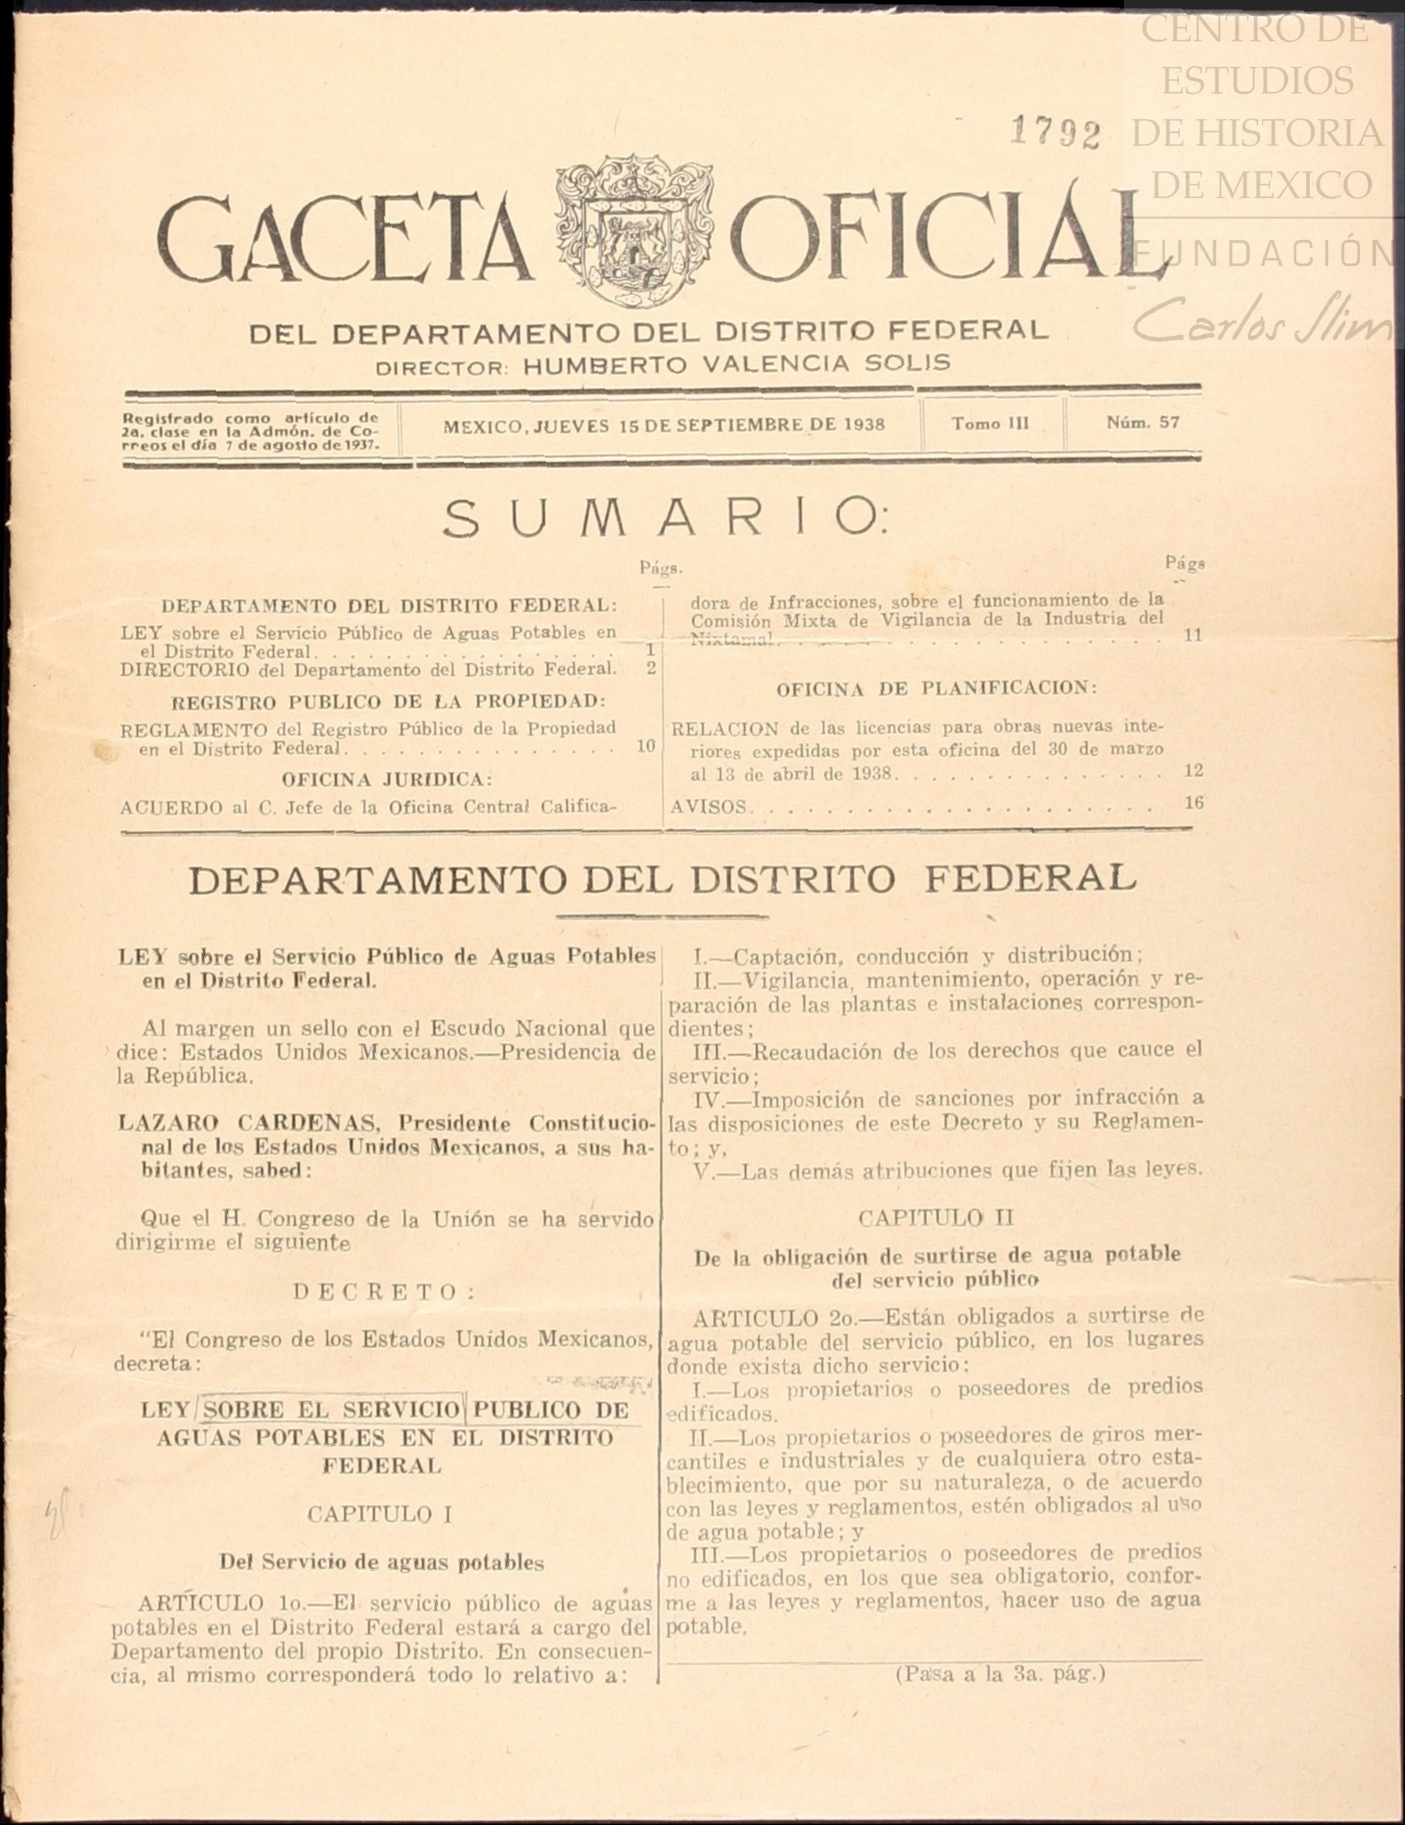 CENTRO DE
ESTUDIOS
DE HISTORIA
DE MEXICO
FUNDACIÓN
Carlos Slim
1792
GACETA OFICIAL
DEL DEPARTAMENTO DEL DISTRITO FEDERAL
DIRECTOR: HUMBERTO VALENCIA SOLIS
Registrado como artículo de
2a. clase en la Admón. de Co-
rreos el día 7 de agosto de 1937.
MEXICO, JUEVES 15 DE SEPTIEMBRE DE 1938
Tomo III
Núm. 57
SUMARIO:
Págs.
DEPARTAMENTO DEL DISTRITO FEDERAL:
LEY sobre el Servicio Público de Aguas Potables en
el Distrito Federal. . . . . . . . . . . . . . . . . 1
DIRECTORIO del Departamento del Distrito Federal. 2
REGISTRO PUBLICO DE LA PROPIEDAD:
REGLAMENTO del Registro Público de la Propiedad
en el Distrito Federal. . . . . . . . . . . . . . . 10
OFICINA JURIDICA:
ACUERDO al C. Jefe de la Oficina Central Califica-
Págs
dora de Infracciones, sobre el funcionamiento de la
Comisión Mixta de Vigilancia de la Industria del
Nixtamal. . . . . . . . . . . . . . . . . 11
OFICINA DE PLANIFICACION:
RELACION de las licencias para obras nuevas inte-
riores expedidas por esta oficina del 30 de marzo
al 13 de abril de 1938. . . . . . . . . . . . . . . 12
AVISOS. . . . . . . . . . . . . . . . . . . . . 16
DEPARTAMENTO DEL DISTRITO FEDERAL
LEY sobre el Servicio Público de Aguas Potables
en el Distrito Federal.
Al margen un sello con el Escudo Nacional que
dice: Estados Unidos Mexicanos.—Presidencia de
la República.
LAZARO CARDENAS, Presidente Constitucio-
nal de los Estados Unidos Mexicanos, a sus ha-
bitantes, sabed:
Que el H. Congreso de la Unión se ha servido
dirigirme el siguiente
DECRETO:
"El Congreso de los Estados Unidos Mexicanos,
decreta:
LEY SOBRE EL SERVICIO PUBLICO DE
AGUAS POTABLES EN EL DISTRITO
FEDERAL
CAPITULO I
Del Servicio de aguas potables
ARTÍCULO 1o.—El servicio público de aguas
potables en el Distrito Federal estará a cargo del
Departamento del propio Distrito. En consecuen-
cia, al mismo corresponderá todo lo relativo a:
I.—Captación, conducción y distribución;
II.—Vigilancia, mantenimiento, operación y re-
paración de las plantas e instalaciones correspon-
dientes;
III.—Recaudación de los derechos que cauce el
servicio;
IV.—Imposición de sanciones por infracción a
las disposiciones de este Decreto y su Reglamen-
to; y,
V.—Las demás atribuciones que fijen las leyes.
CAPITULO II
De la obligación de surtirse de agua potable
del servicio público
ARTICULO 2o.—Están obligados a surtirse de
agua potable del servicio público, en los lugares
donde exista dicho servicio:
I.—Los propietarios o poseedores de predios
edificados.
II.—Los propietarios o poseedores de giros mer-
cantiles e industriales y de cualquiera otro esta-
blecimiento, que por su naturaleza, o de acuerdo
con las leyes y reglamentos, estén obligados al uso
de agua potable; y
III.—Los propietarios o poseedores de predios
no edificados, en los que sea obligatorio, confor-
me a las leyes y reglamentos, hacer uso de agua
potable.
(Pasa a la 3a. pág.)